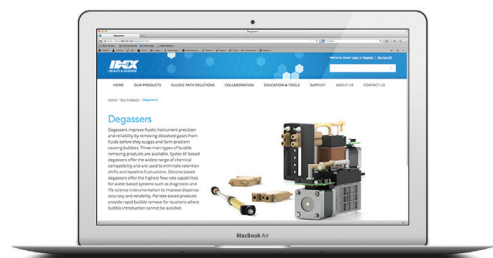 IDEX
HEALTH & SCIENCE
HOME OUR PRODUCTS FLUIDIC PATH SOLUTIONS COLLABORATION EDUCATION & TOOLS SUPPORT ABOUT US CONTACT US
Home > Our Products > Degassers
Degassers
Degassers improve fluidic instrument precision
and reliability by removing dissolved gases from
fluids before they outgas and form problem
causing bubbles. Three main types of bubble
removing products are available. Systec AF based
degassers offer the widest range of chemical
compatibility and are used to eliminate retention
shifts and baseline fluctuations. Silicone based
degassers offer the highest flow rate capabilities
for water based systems such as diagnostic and
life science instrumentation to improve dispense
accuracy and reliability. Peridex based products
provide rapid bubble removal for locations where
bubble introduction cannot be avoided.
MacBook Air